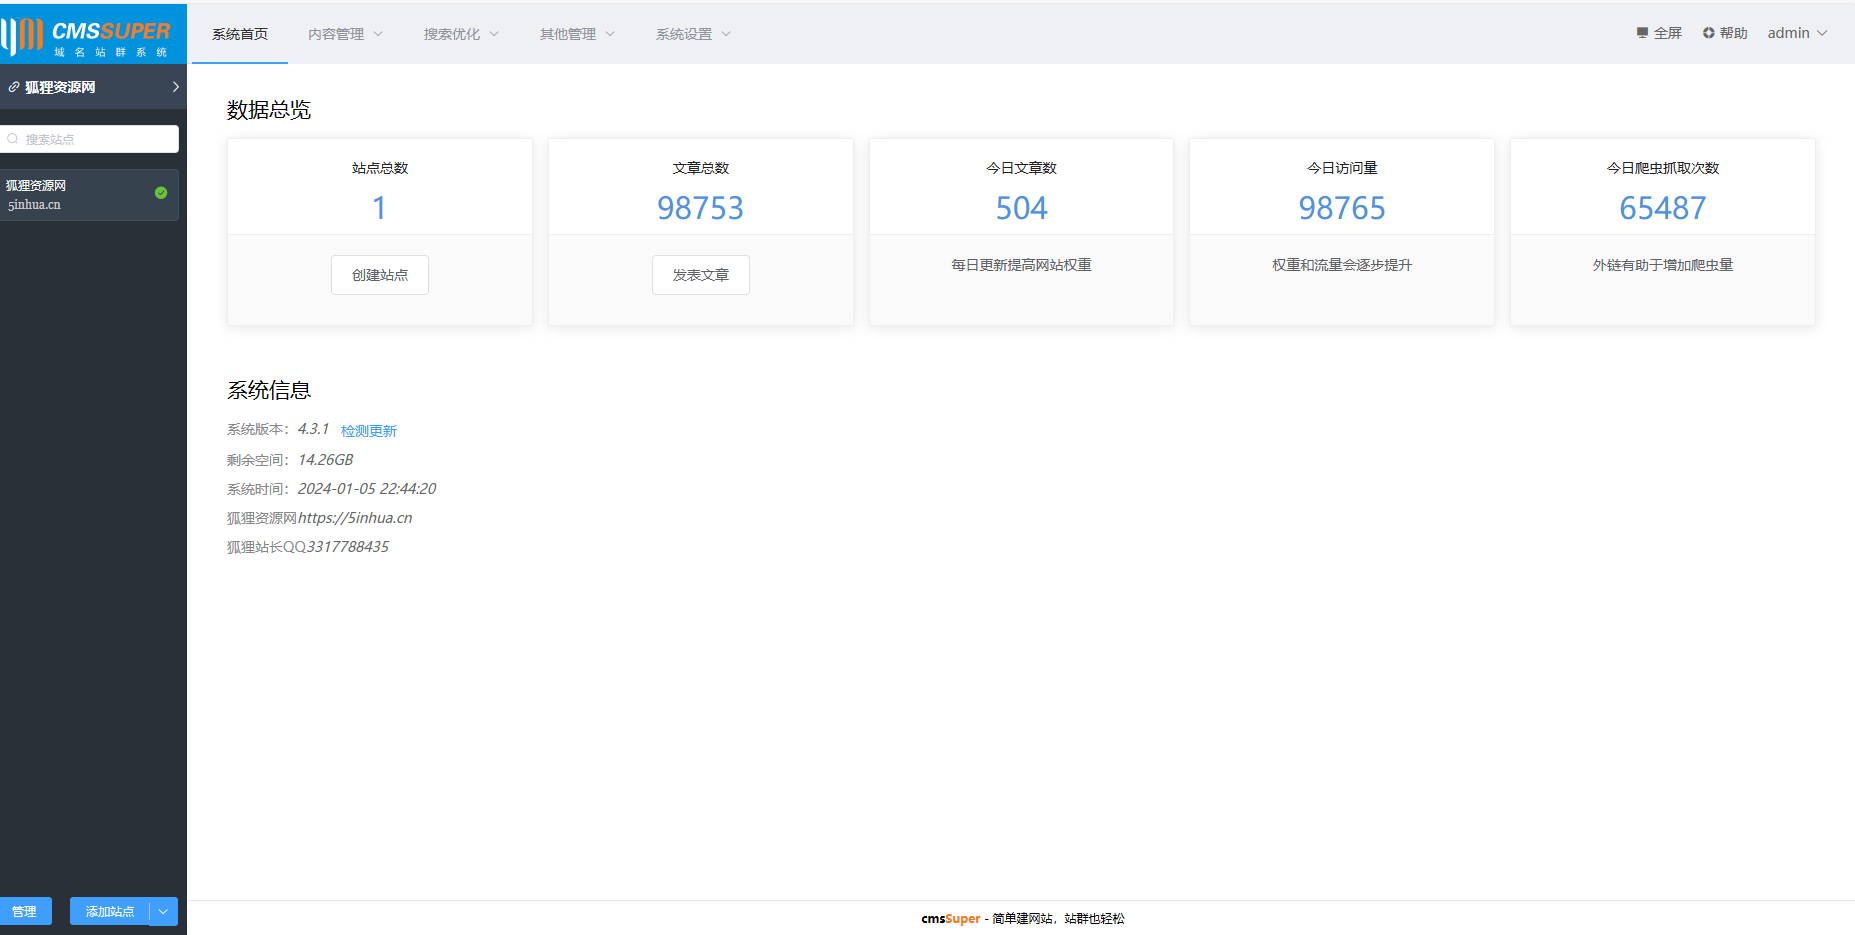 CMSSUPER
域名站群系统
系统首页 内容管理 搜索优化 其他管理 系统设置 全屏 帮助 admin
狐狸资源网
搜索站点
狐狸资源网
5inhua.cn
数据总览
站点总数
1
创建站点
文章总数
98753
发表文章
今日文章数
504
每日更新提高网站权重
今日访问量
98765
权重和流量会逐步提升
今日爬虫抓取次数
65487
外链有助于增加爬虫量
系统信息
系统版本：4.3.1 检测更新
剩余空间：14.26GB
系统时间：2024-01-05 22:44:20
狐狸资源网https://5inhua.cn
狐狸站长QQ3317788435
管理 添加站点
cmsSuper - 简单建网站，站群也轻松